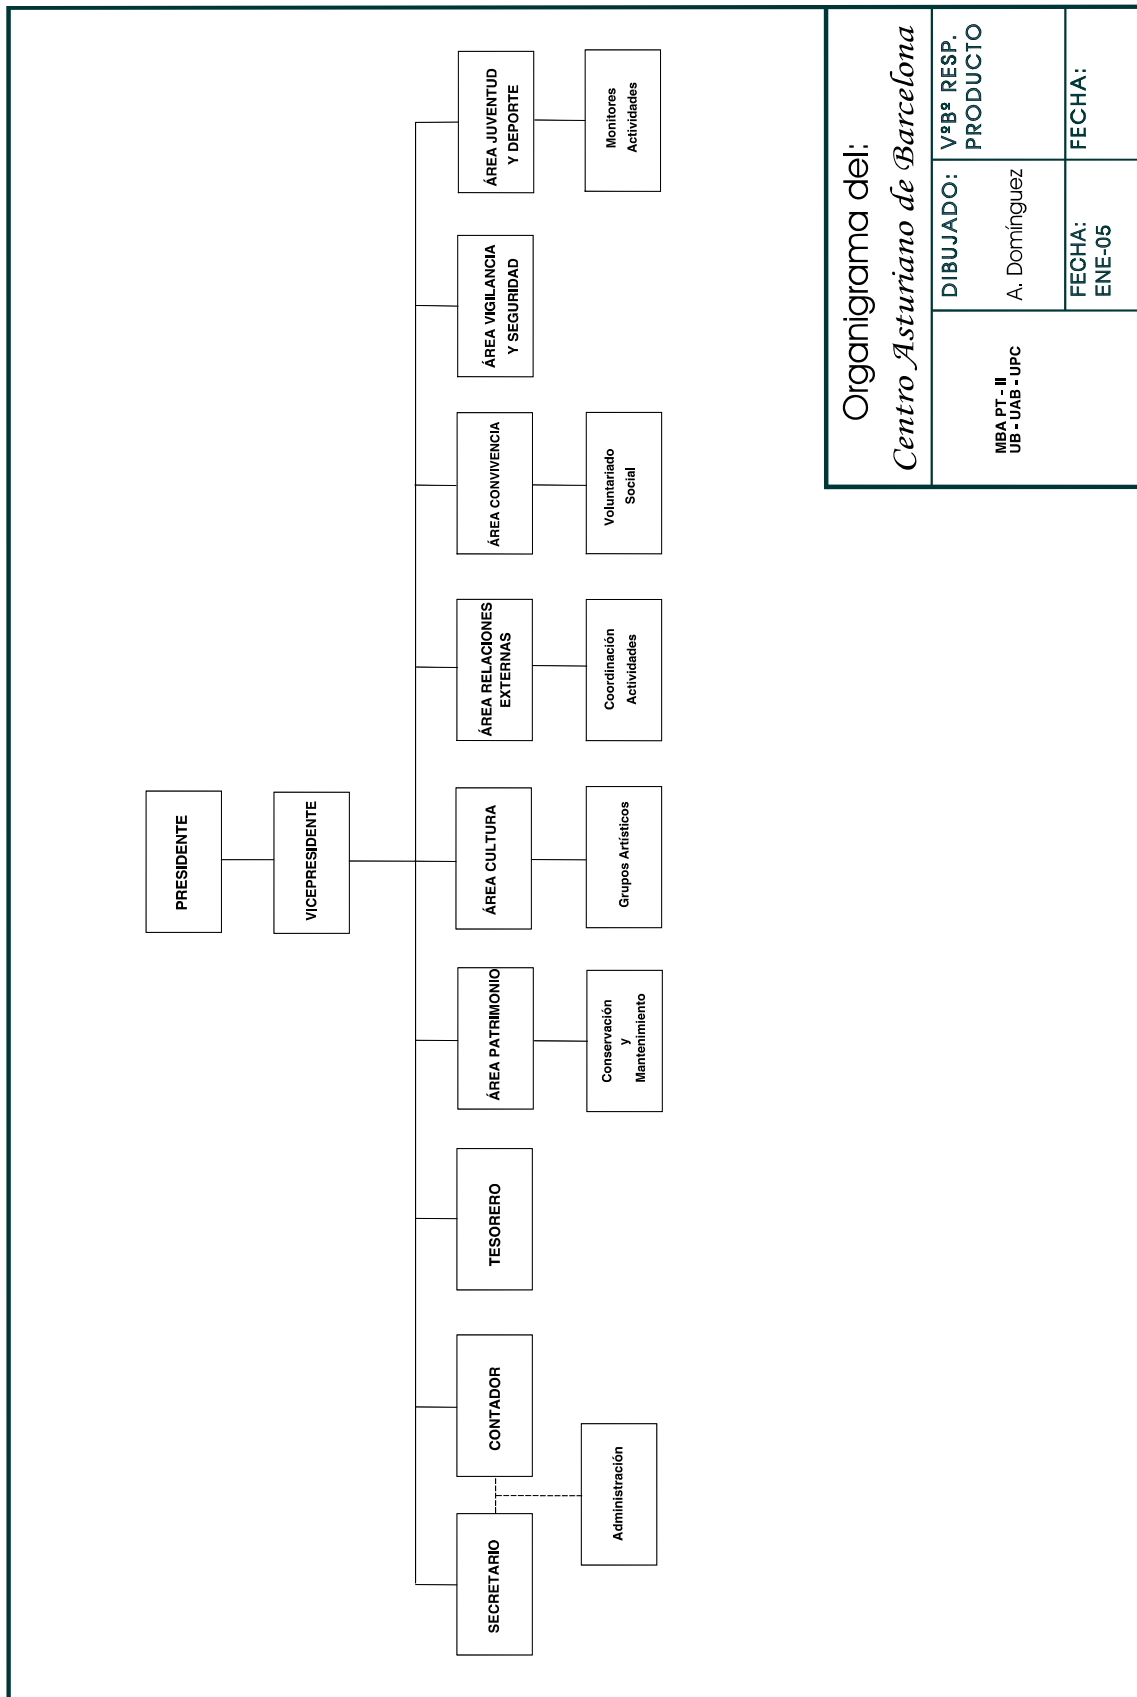 PRESIDENTE
VICEPRESIDENTE
SECRETARIO
CONTADOR
TESORERO
ÁREA PATRIMONIO
ÁREA CULTURA
ÁREA RELACIONES
EXTERNAS
ÁREA CONVIVENCIA
ÁREA VIGILANCIA
Y SEGURIDAD
ÁREA JUVENTUD
Y DEPORTE
Administración
Conservación
y
Mantenimiento
Grupos Artísticos
Coordinación
Actividades
Voluntariado
Social
Monitores
Actividades
Organigrama del:
Centro Asturiano de Barcelona
MBA PT - II
UB - UAB - UPC
DIBUJADO:
A. Domínguez
VºBº RESP.
PRODUCTO
FECHA:
ENE-05
FECHA: